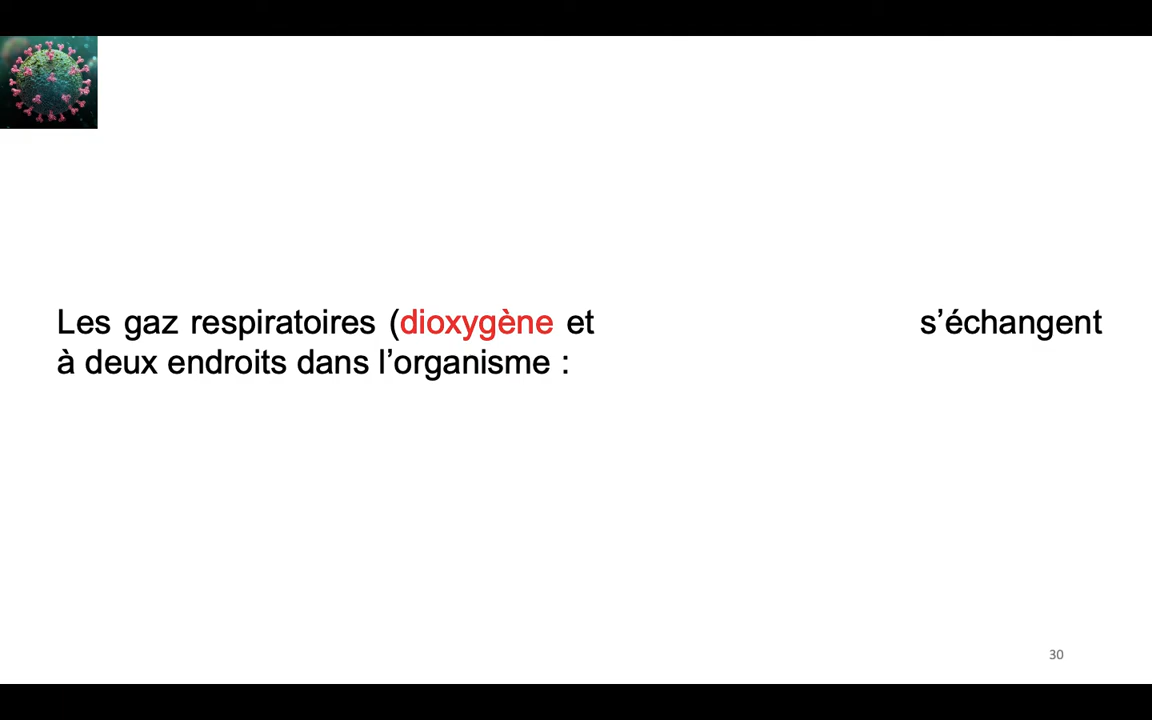 Les gaz respiratoires (dioxygène et s’échangent
à deux endroits dans l’organisme :
30